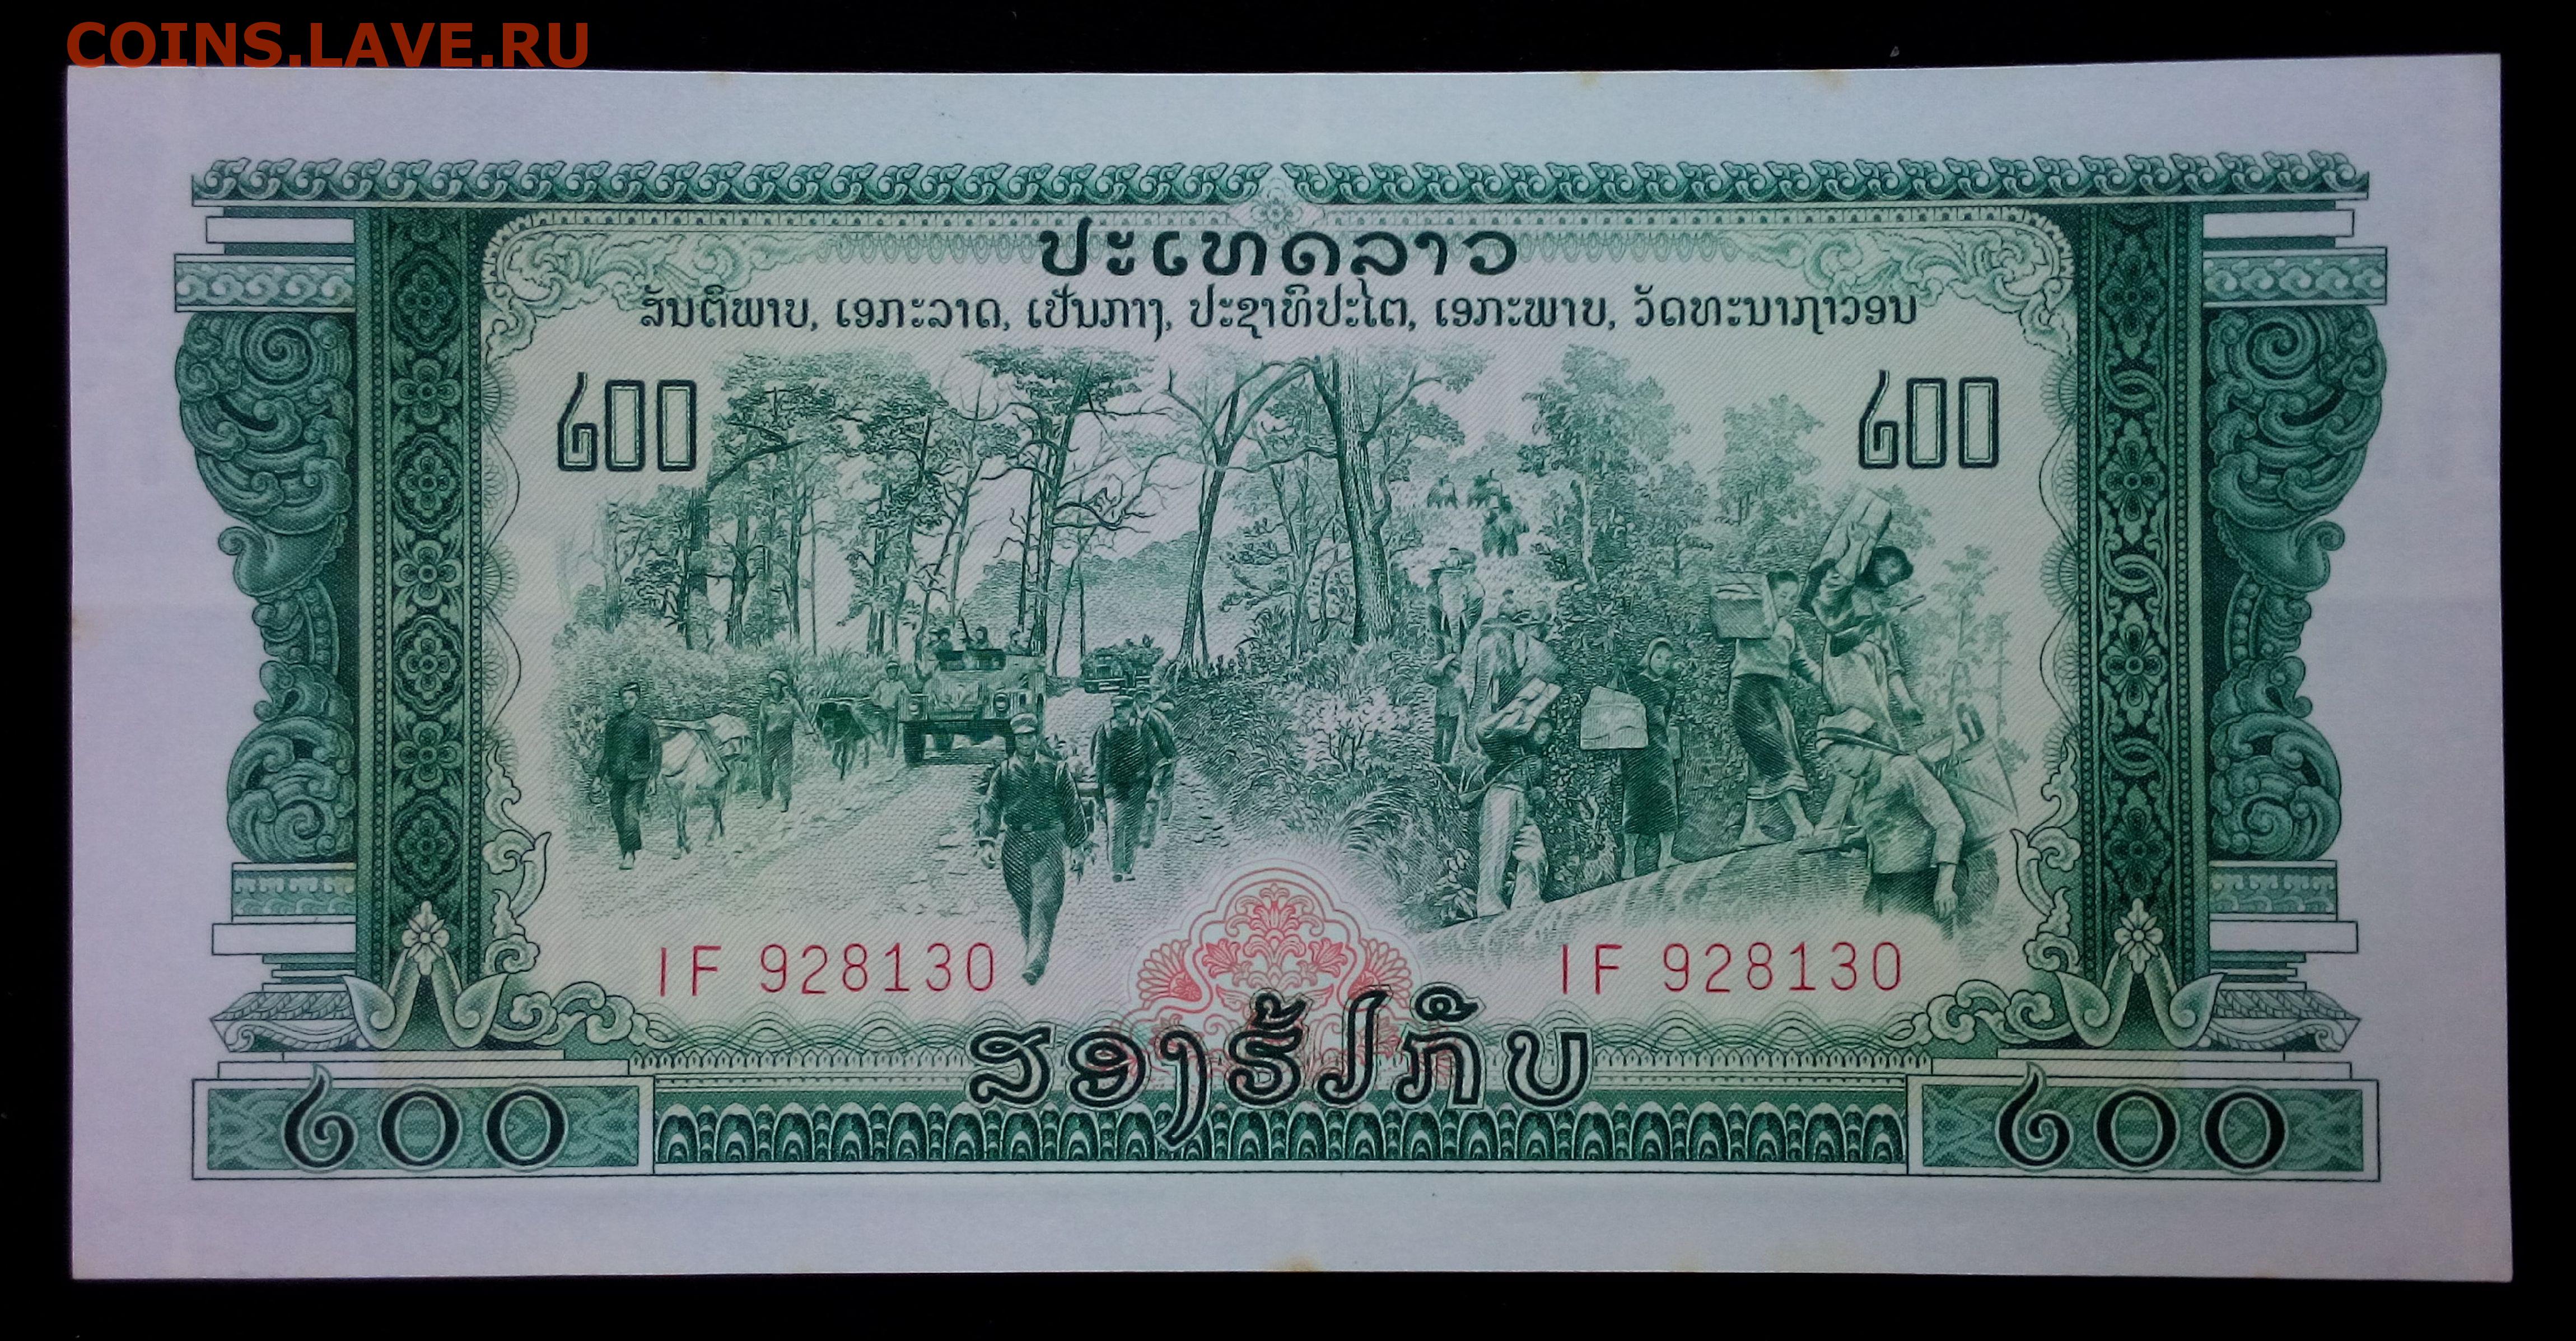 COINS.LAVE.RU
ປະເທດລາວ
ສັນຕິພາບ, ເອກະລາດ, ເປັນກາງ, ປະຊາທິປະໄຕ, ເອກະພາບ, ວັດທະນາຖາວອນ
໒໐໐ ໒໐໐
IF 928130 IF 928130
ສອງຮ້ອຍກີບ
໒໐໐ ໒໐໐